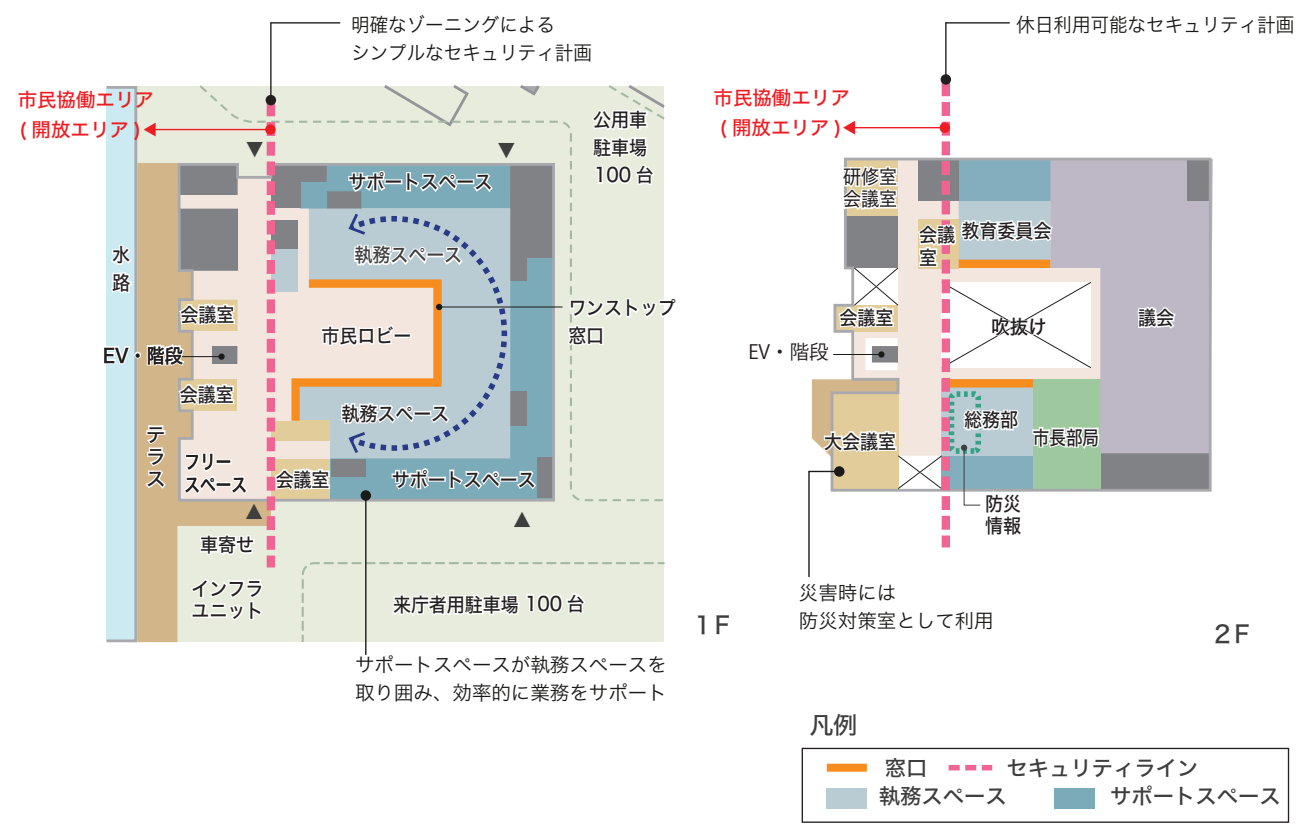 明確なゾーニングによる
シンプルなセキュリティ計画
市民協働エリア
( 開放エリア )
公用車
駐車場
100 台
サポートスペース
執務スペース
水
路
会議室
市民ロビー
ワンストップ
窓口
EV・階段
会議室
執務スペース
テ
ラ
ス
フリー
スペース
会議室
サポートスペース
車寄せ
インフラ
ユニット
来庁者用駐車場 100 台
1F
サポートスペースが執務スペースを
取り囲み、効率的に業務をサポート
休日利用可能なセキュリティ計画
市民協働エリア
( 開放エリア )
研修室
会議室
会議
室
教育委員会
会議室
吹抜け
議会
EV・階段
大会議室
総務部
市長部局
防災
情報
災害時には
防災対策室として利用
2F
凡例
窓口
セキュリティライン
執務スペース
サポートスペース